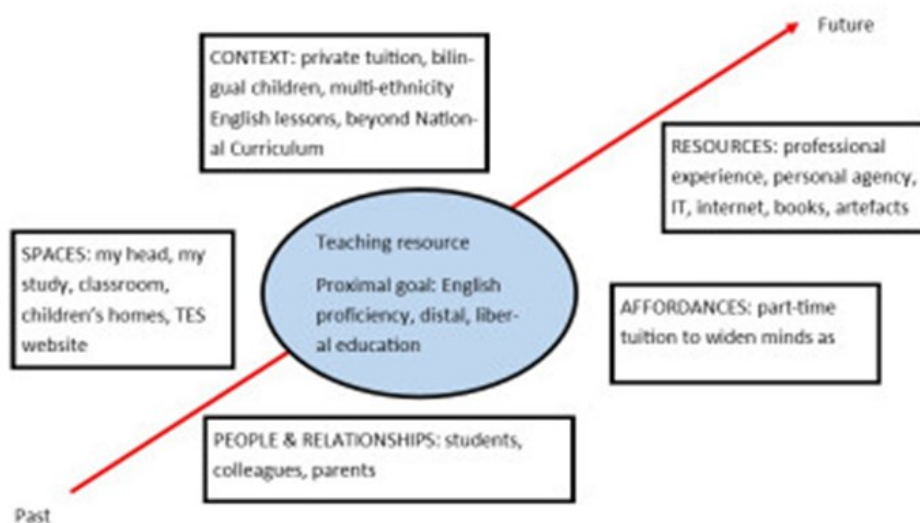 Future
CONTEXT: private tuition, bilin-
gual children, multi-ethnicity
English lessons, beyond Nation-
al Curriculum
RESOURCES: professional
experience, personal agency,
IT, internet, books, artefacts
Teaching resource
Proximal goal: English
proficiency, distal, liber-
al education
SPACES: my head, my
study, classroom,
children's homes, TES
website
AFFORDANCES: part-time
tuition to widen minds as
PEOPLE & RELATIONSHIPS: students,
colleagues, parents
Past